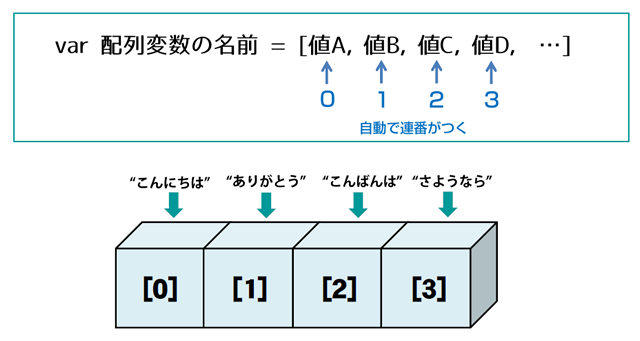 var 配列変数の名前 = [値A, 値B, 値C, 値D, …]
0 1 2 3
自動で連番がつく
“こんにちは” “ありがとう” “こんばんは” “さようなら”
[0] [1] [2] [3]